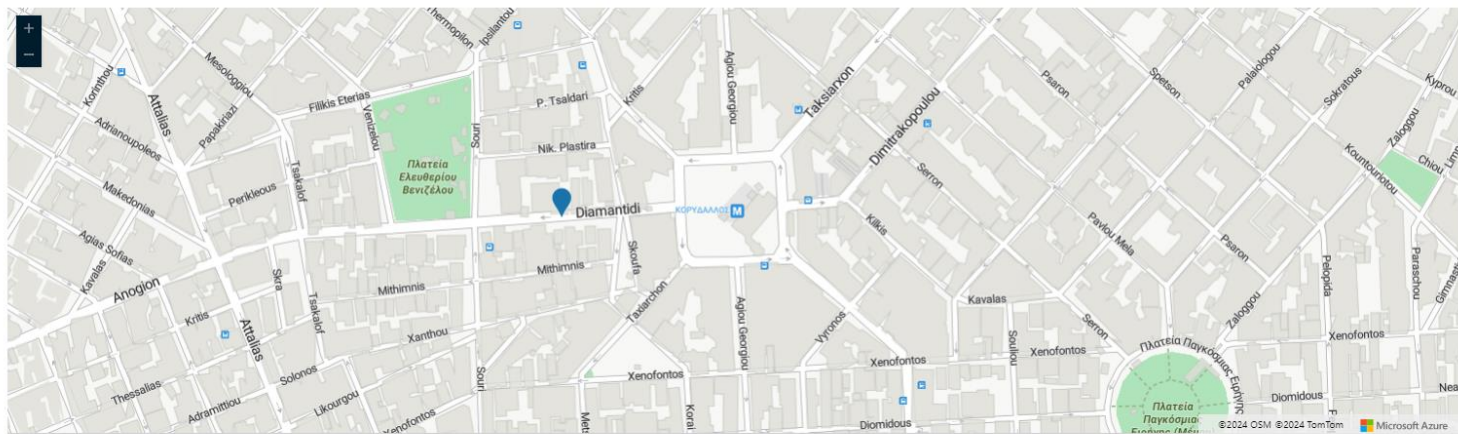 Thermopilon
Ipsilantou
Korinthou
Attalias
Mesologgiou
Papakiriazi
Adrianoupoleos
Filikis Eterias
Venizelou
Souri
P. Tsaldari
Kritis
Agiou Georgiou
Taksiarxon
Dimitrakopoulou
Psaron
Spetson
Palaiologou
Sokratous
Kyprou
Zaloggou
Chiou
Kountouriotou
Nik. Plastira
Πλατεία
Ελευθερίου
Βενιζέλου
Tsakalof
Perikleous
Makedonias
Agias Sofias
Kavalas
Anogion
Diamantidi
ΚΟΡΥΔΑΛΛΟΣ M
Serron
Kilkis
Pavlou Mela
Psaron
Pelopida
Paraschou
Skoufa
Mithimnis
Mithimnis
Skra
Tsakalof
Kritis
Attalias
Xanthou
Taxiarchon
Agiou Georgiou
Vyronos
Kavalas
Souliou
Serron
Zaloggou
Xenofontos
Xenofontos
Xenofontos
Xenofontos
Πλατεία Παγκόσμιας Ειρήνης
Thessalias
Solonos
Adramittiou
Likourgou
Xenofontos
Souri
Korai
Diomidous
Diomidous
Πλατεία
©2024 OSM ©2024 TomTom
Microsoft Azure